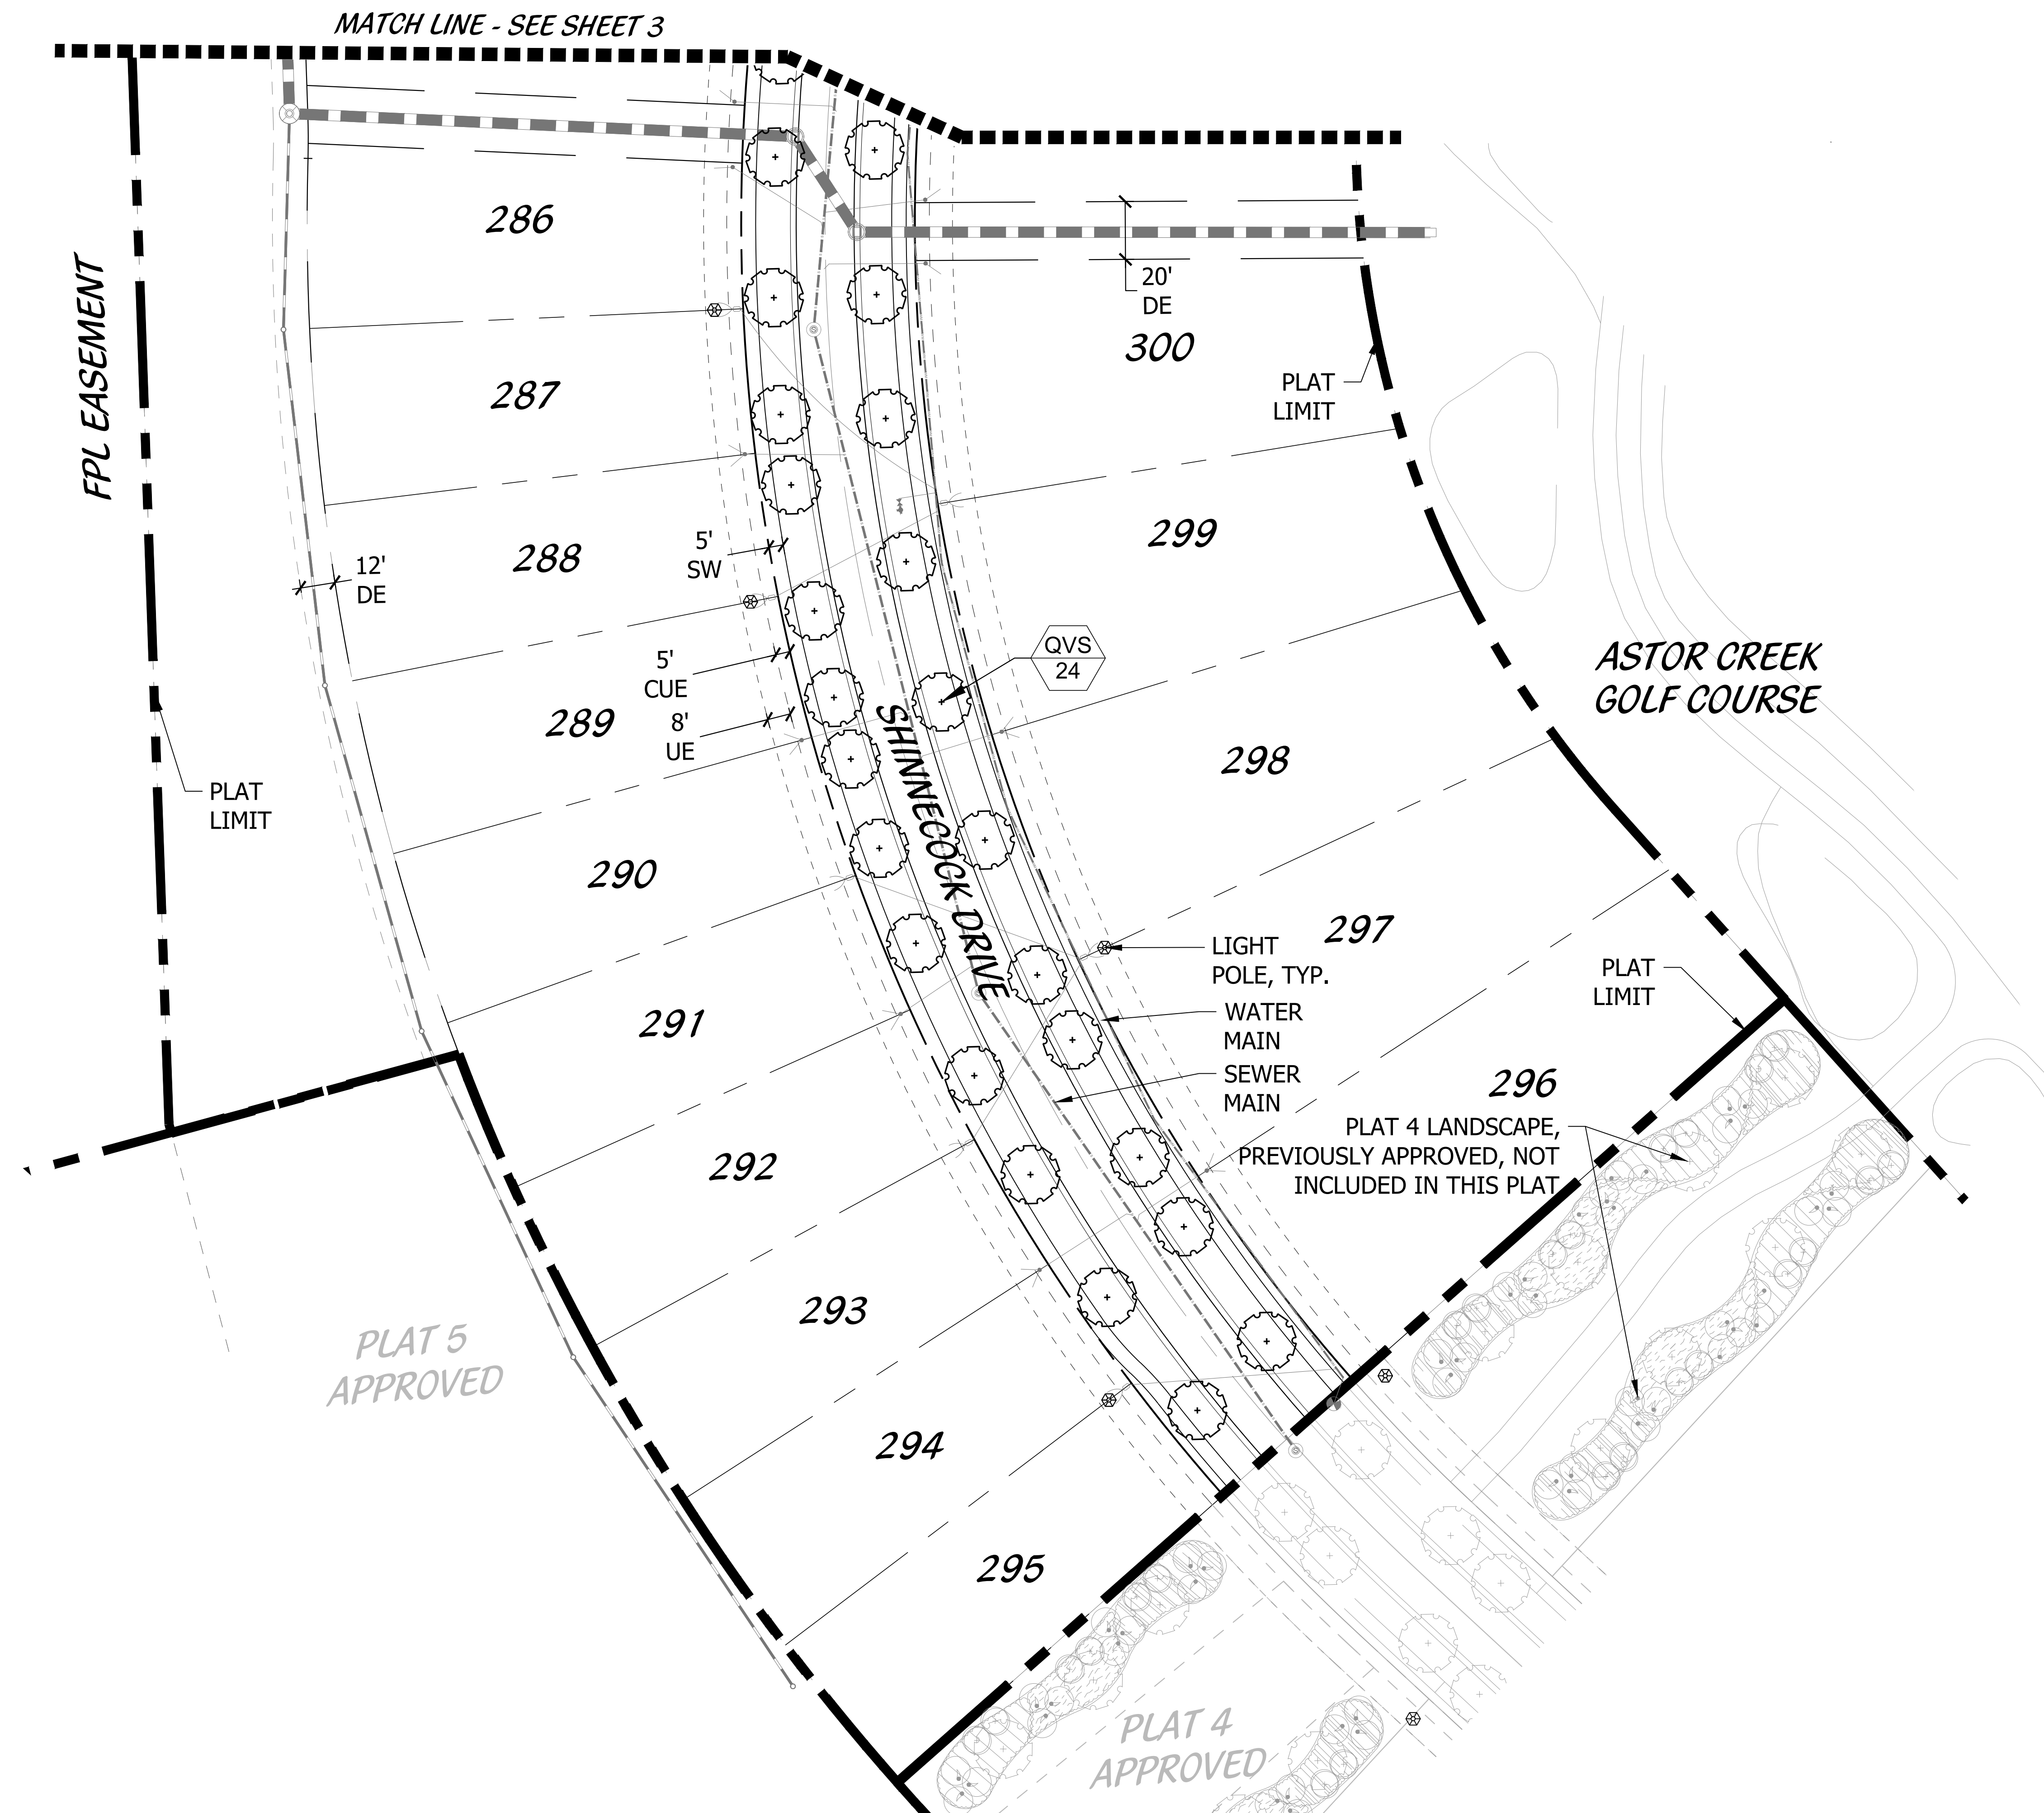 MATCH LINE - SEE SHEET 3
FPL EASEMENT
286
20'
DE
300
287
PLAT
LIMIT
299
5'
SW
288
12'
DE
QVS
24
ASTOR CREEK
GOLF COURSE
5'
CUE
289
8'
UE
SHINNECOCK DRIVE
298
PLAT
LIMIT
290
297
LIGHT
POLE, TYP.
PLAT
LIMIT
291
WATER
MAIN
SEWER
MAIN
296
PLAT 4 LANDSCAPE,
PREVIOUSLY APPROVED, NOT
INCLUDED IN THIS PLAT
292
293
PLAT 5
APPROVED
294
295
PLAT 4
APPROVED